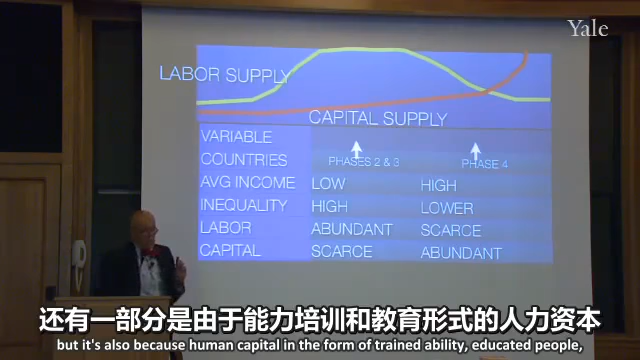 Yale
LABOR SUPPLY
CAPITAL SUPPLY
VARIABLE
COUNTRIES PHASES 2 & 3 PHASE 4
AVG INCOME LOW HIGH
INEQUALITY HIGH LOWER
LABOR ABUNDANT SCARCE
CAPITAL SCARCE ABUNDANT
还有一部分是由于能力培训和教育形式的人力资本
but it's also because human capital in the form of trained ability, educated people,